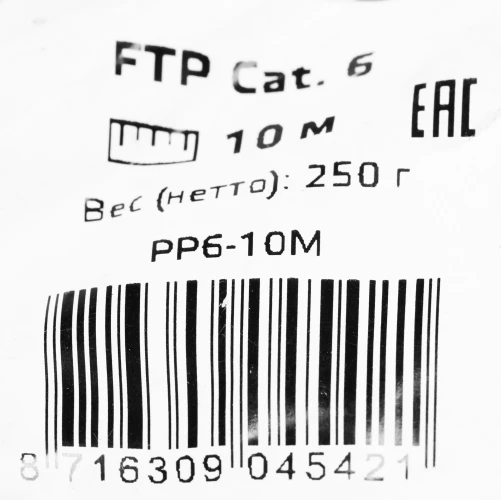 FTP Cat. 6
EAC
10 м
Вес (нетто): 250 г
PP6-10M
8 716309 045421